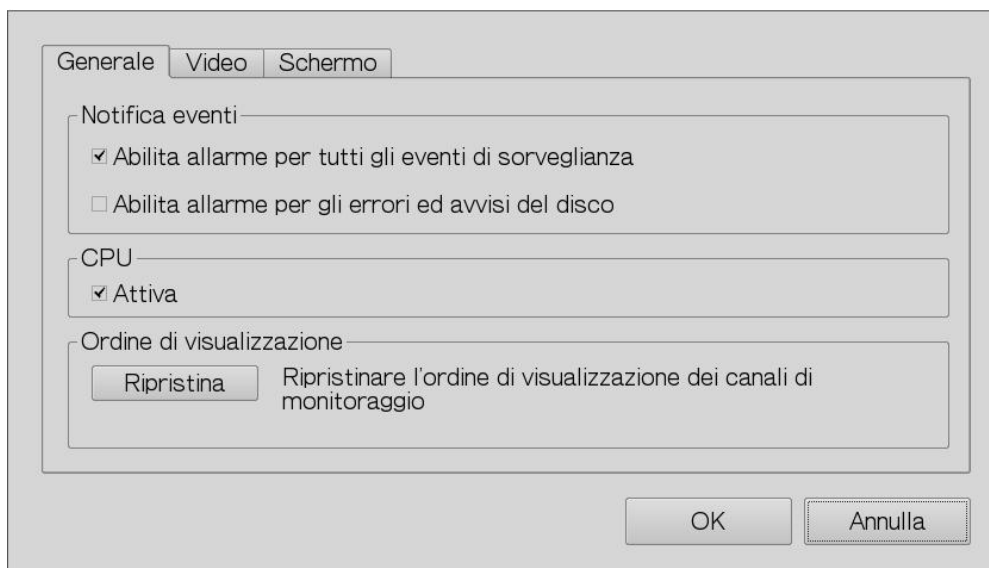 Generale Video Schermo
Notifica eventi
Abilita allarme per tutti gli eventi di sorveglianza
Abilita allarme per gli errori ed avvisi del disco
CPU
Attiva
Ordine di visualizzazione
Ripristina
Ripristinare l'ordine di visualizzazione dei canali di
monitoraggio
OK Annulla